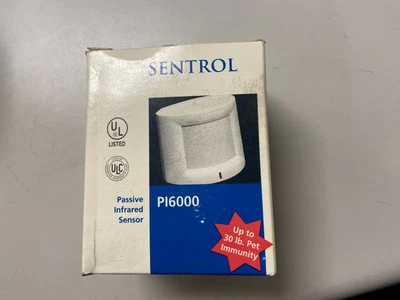 SENTROL
UL
LISTED
ULC
Passive
Infrared
Sensor
PI6000
Up to
30 lb. Pet
Immunity